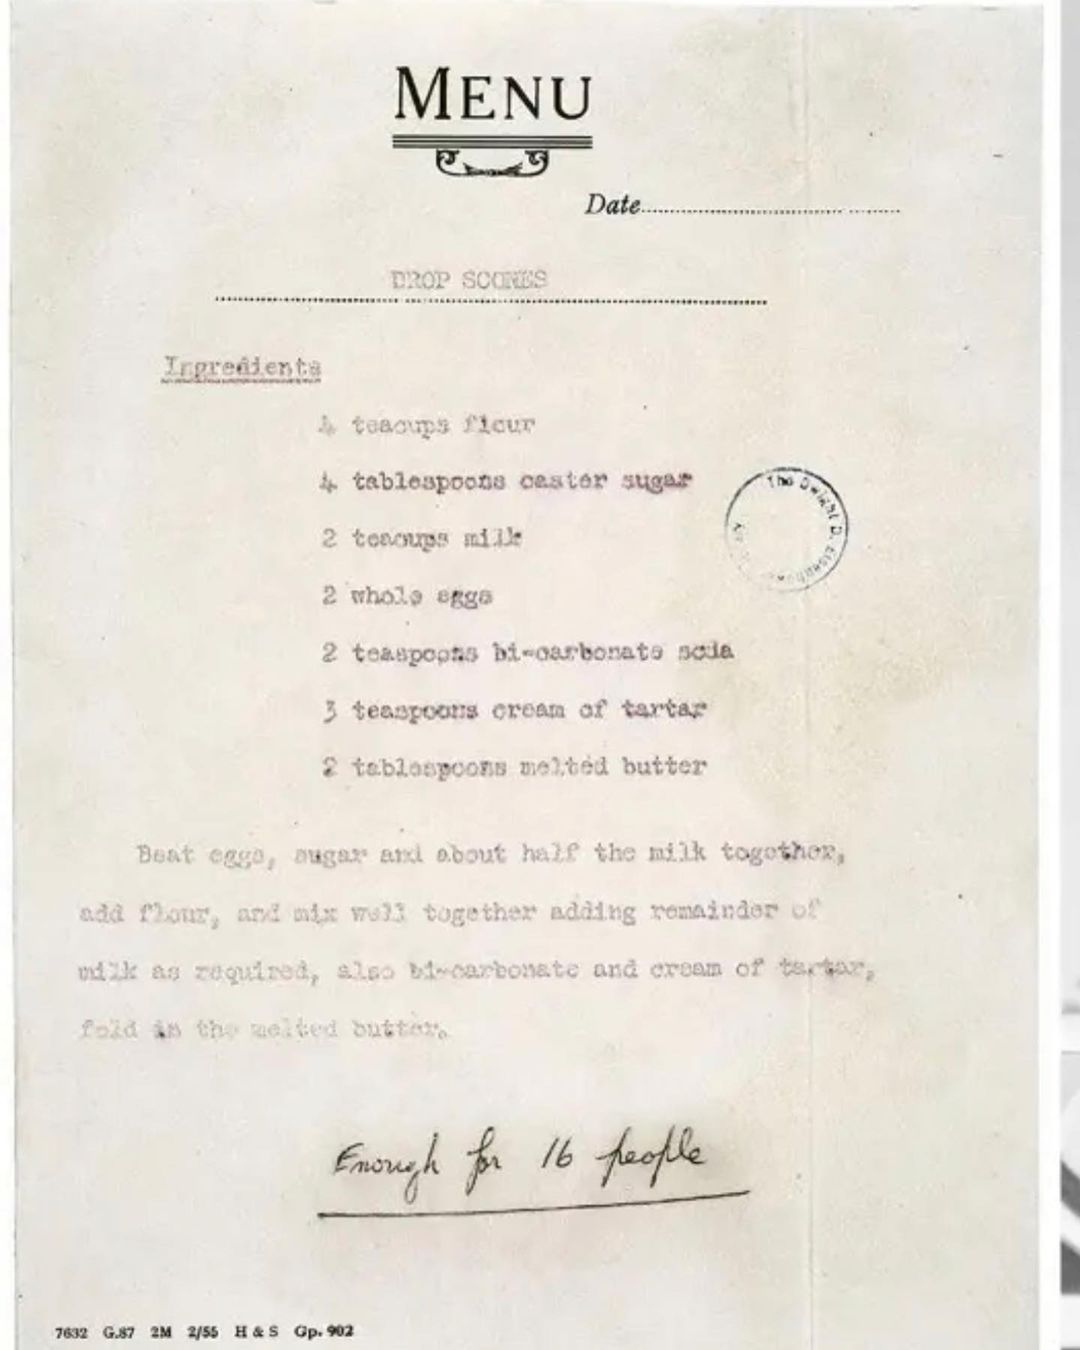 MENU
Date
DROP SCONES
Ingredients
4 teacups flour
4 tablespoons caster sugar
2 teacups milk
2 whole eggs
2 teaspoons bi-carbonate soda
3 teaspoons cream of tartar
2 tablespoons melted butter
The Dwight D.
Beat eggs, sugar and about half the milk together,
add flour, and mix well together adding remainder of
milk as required, also bi-carbonate and cream of tartar,
fold in the melted butter.
Enough for 16 people
7632 G.87 2M 2/55 H & S Gp. 902